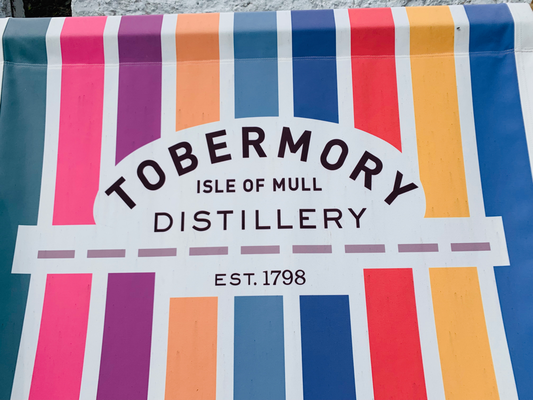 TOBERMORY
ISLE OF MULL
DISTILLERY
EST. 1798